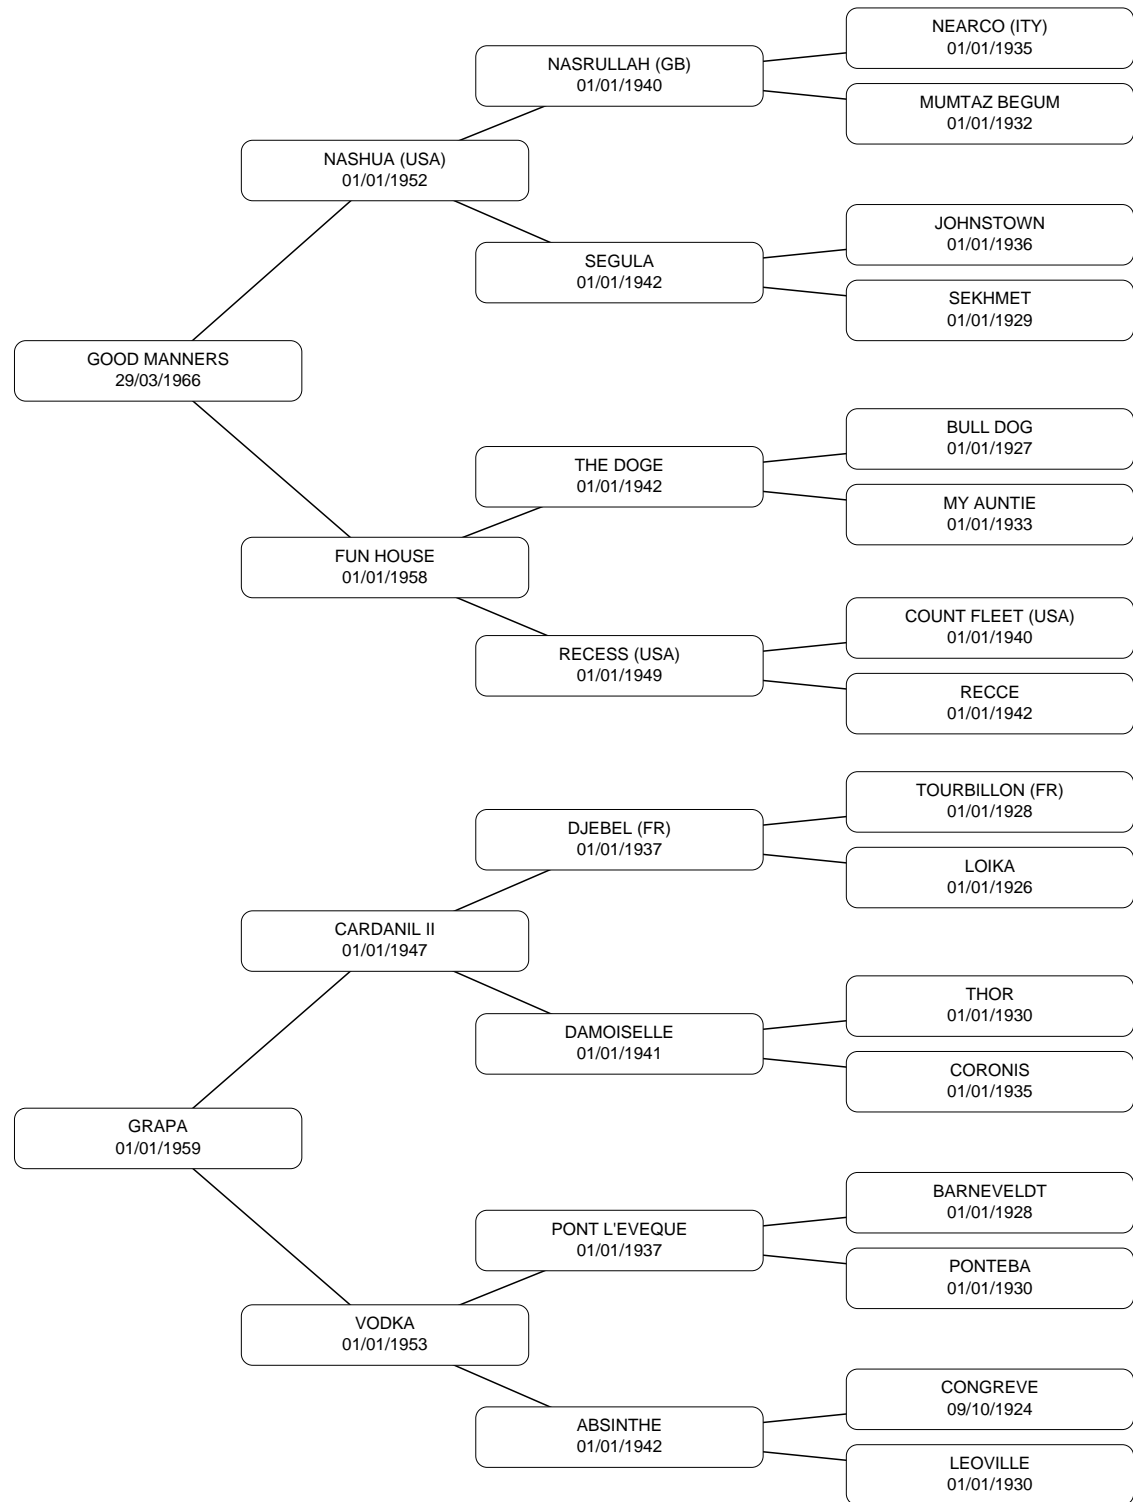 NEARCO (ITY)
01/01/1935
NASRULLAH (GB)
01/01/1940
MUMTAZ BEGUM
01/01/1932
NASHUA (USA)
01/01/1952
JOHNSTOWN
01/01/1936
SEGULA
01/01/1942
SEKHMET
01/01/1929
GOOD MANNERS
29/03/1966
BULL DOG
01/01/1927
THE DOGE
01/01/1942
MY AUNTIE
01/01/1933
FUN HOUSE
01/01/1958
COUNT FLEET (USA)
01/01/1940
RECESS (USA)
01/01/1949
RECCE
01/01/1942
TOURBILLON (FR)
01/01/1928
DJEBEL (FR)
01/01/1937
LOIKA
01/01/1926
CARDANIL II
01/01/1947
THOR
01/01/1930
DAMOISELLE
01/01/1941
CORONIS
01/01/1935
GRAPA
01/01/1959
BARNEVELDT
01/01/1928
PONT L'EVEQUE
01/01/1937
PONTEBA
01/01/1930
VODKA
01/01/1953
CONGREVE
09/10/1924
ABSINTHE
01/01/1942
LEOVILLE
01/01/1930